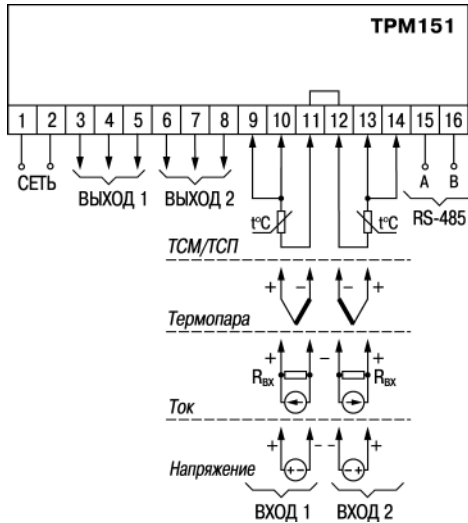 ТРМ151
1 2 3 4 5 6 7 8 9 10 11 12 13 14 15 16
СЕТЬ ВЫХОД 1 ВЫХОД 2 t°C t°C A B
RS-485
ТСМ/ТСП
+ - - +
Термопара
+ - +
Rвх Rвх
Ток
+ - - +
+- -+
Напряжение
ВХОД 1 ВХОД 2